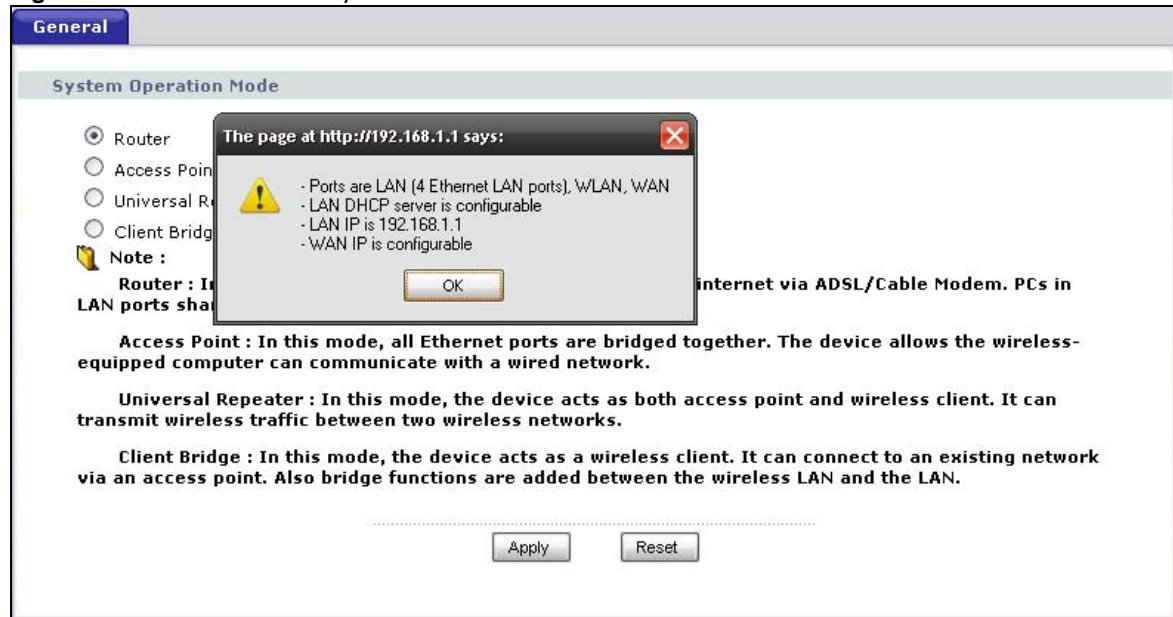 General
System Operation Mode
Router
Access Poin
Universal R
Client Bridg
The page at http://192.168.1.1 says:
- Ports are LAN (4 Ethernet LAN ports), WLAN, WAN
- LAN DHCP server is configurable
- LAN IP is 192.168.1.1
- WAN IP is configurable
OK
Note :
Router : I internet via ADSL/Cable Modem. PCs in
LAN ports sha
Access Point : In this mode, all Ethernet ports are bridged together. The device allows the wireless-
equipped computer can communicate with a wired network.
Universal Repeater : In this mode, the device acts as both access point and wireless client. It can
transmit wireless traffic between two wireless networks.
Client Bridge : In this mode, the device acts as a wireless client. It can connect to an existing network
via an access point. Also bridge functions are added between the wireless LAN and the LAN.
Apply Reset